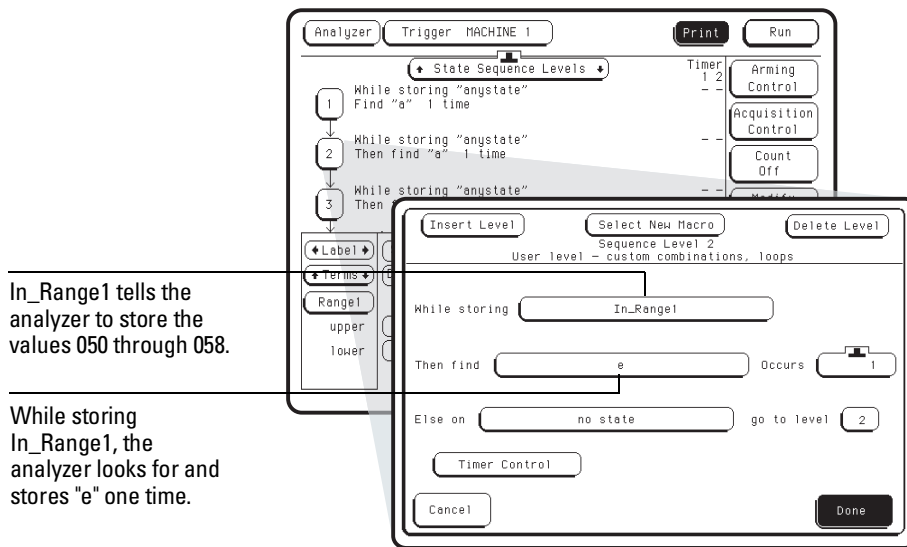 Analyzer Trigger MACHINE 1 Print Run
State Sequence Levels
Timer
1 2
Arming
Control
While storing "anystate"
1 Find "a" 1 time
- -
Acquisition
Control
While storing "anystate"
2 Then find "a" 1 time
- -
Count
Off
While storing "anystate"
3 Then
- -
Label
Terms
Range1
upper
lower
Insert Level Select New Macro Delete Level
Sequence Level 2
User level - custom combinations, loops
While storing In_Range1
Then find e Occurs 1
Else on no state go to level 2
Timer Control
Cancel Done
In_Range1 tells the
analyzer to store the
values 050 through 058.
While storing
In_Range1, the
analyzer looks for and
stores "e" one time.